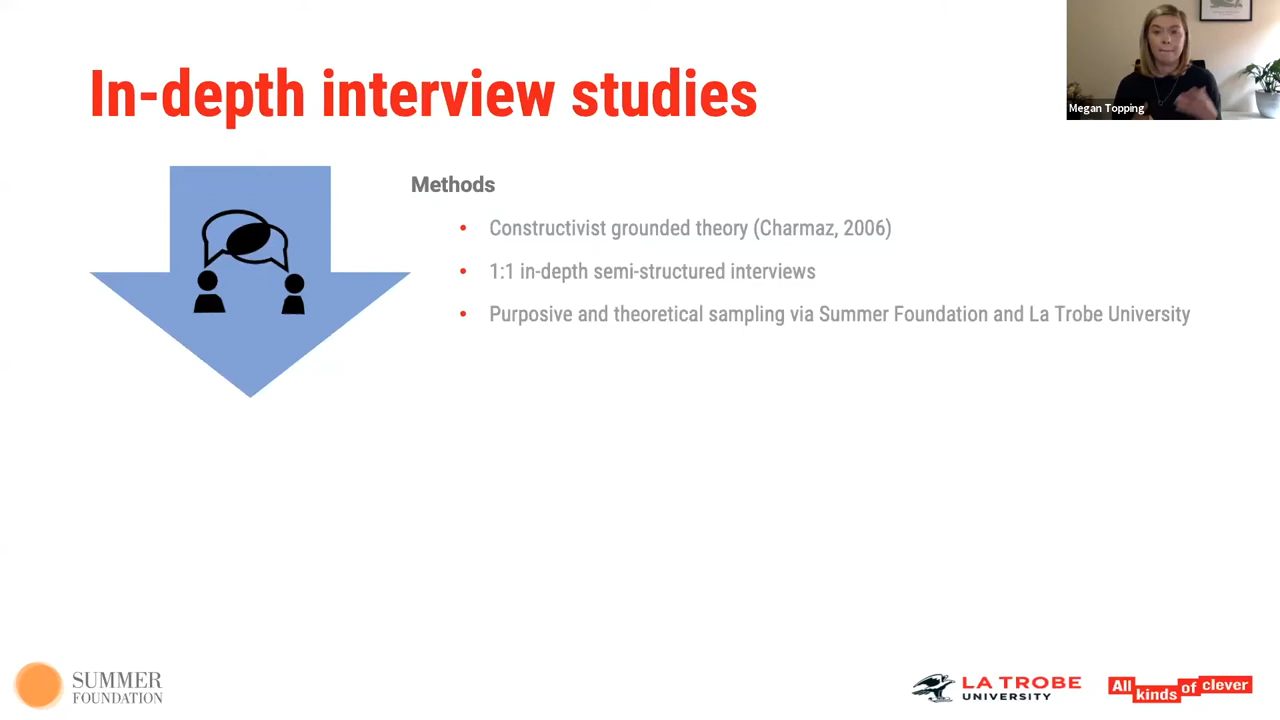 In-depth interview studies
Megan Topping
Methods
• Constructivist grounded theory (Charmaz, 2006)
• 1:1 in-depth semi-structured interviews
• Purposive and theoretical sampling via Summer Foundation and La Trobe University
SUMMER
FOUNDATION
LA TROBE
UNIVERSITY
All kinds of clever